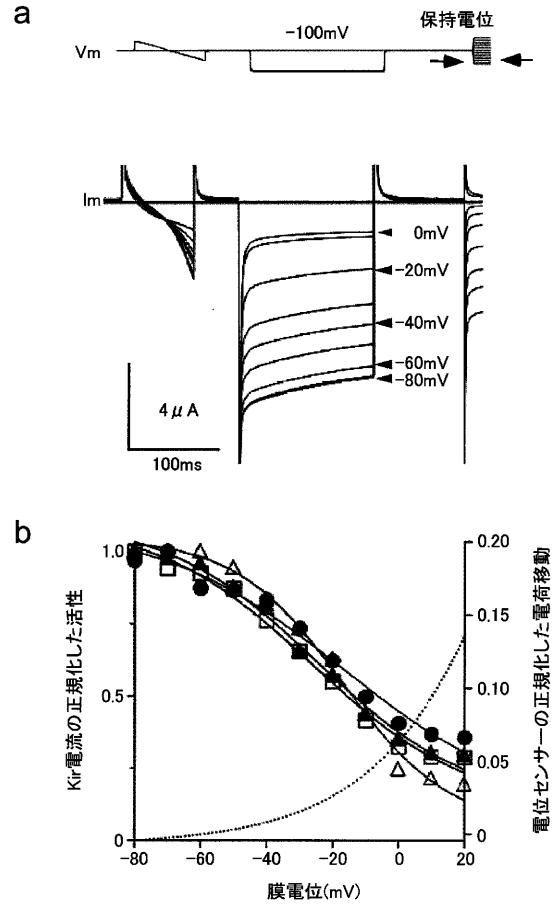 a
保持電位
-100mV
Vm
Im
0mV
-20mV
-40mV
-60mV
-80mV
4μA
100ms
b
Kir電流の正規化した活性
1.0
0.5
0
電位センサーの正規化した電荷移動
0.20
0.15
0.10
0.05
0
-80
-60
-40
-20
0
20
膜電位(mV)